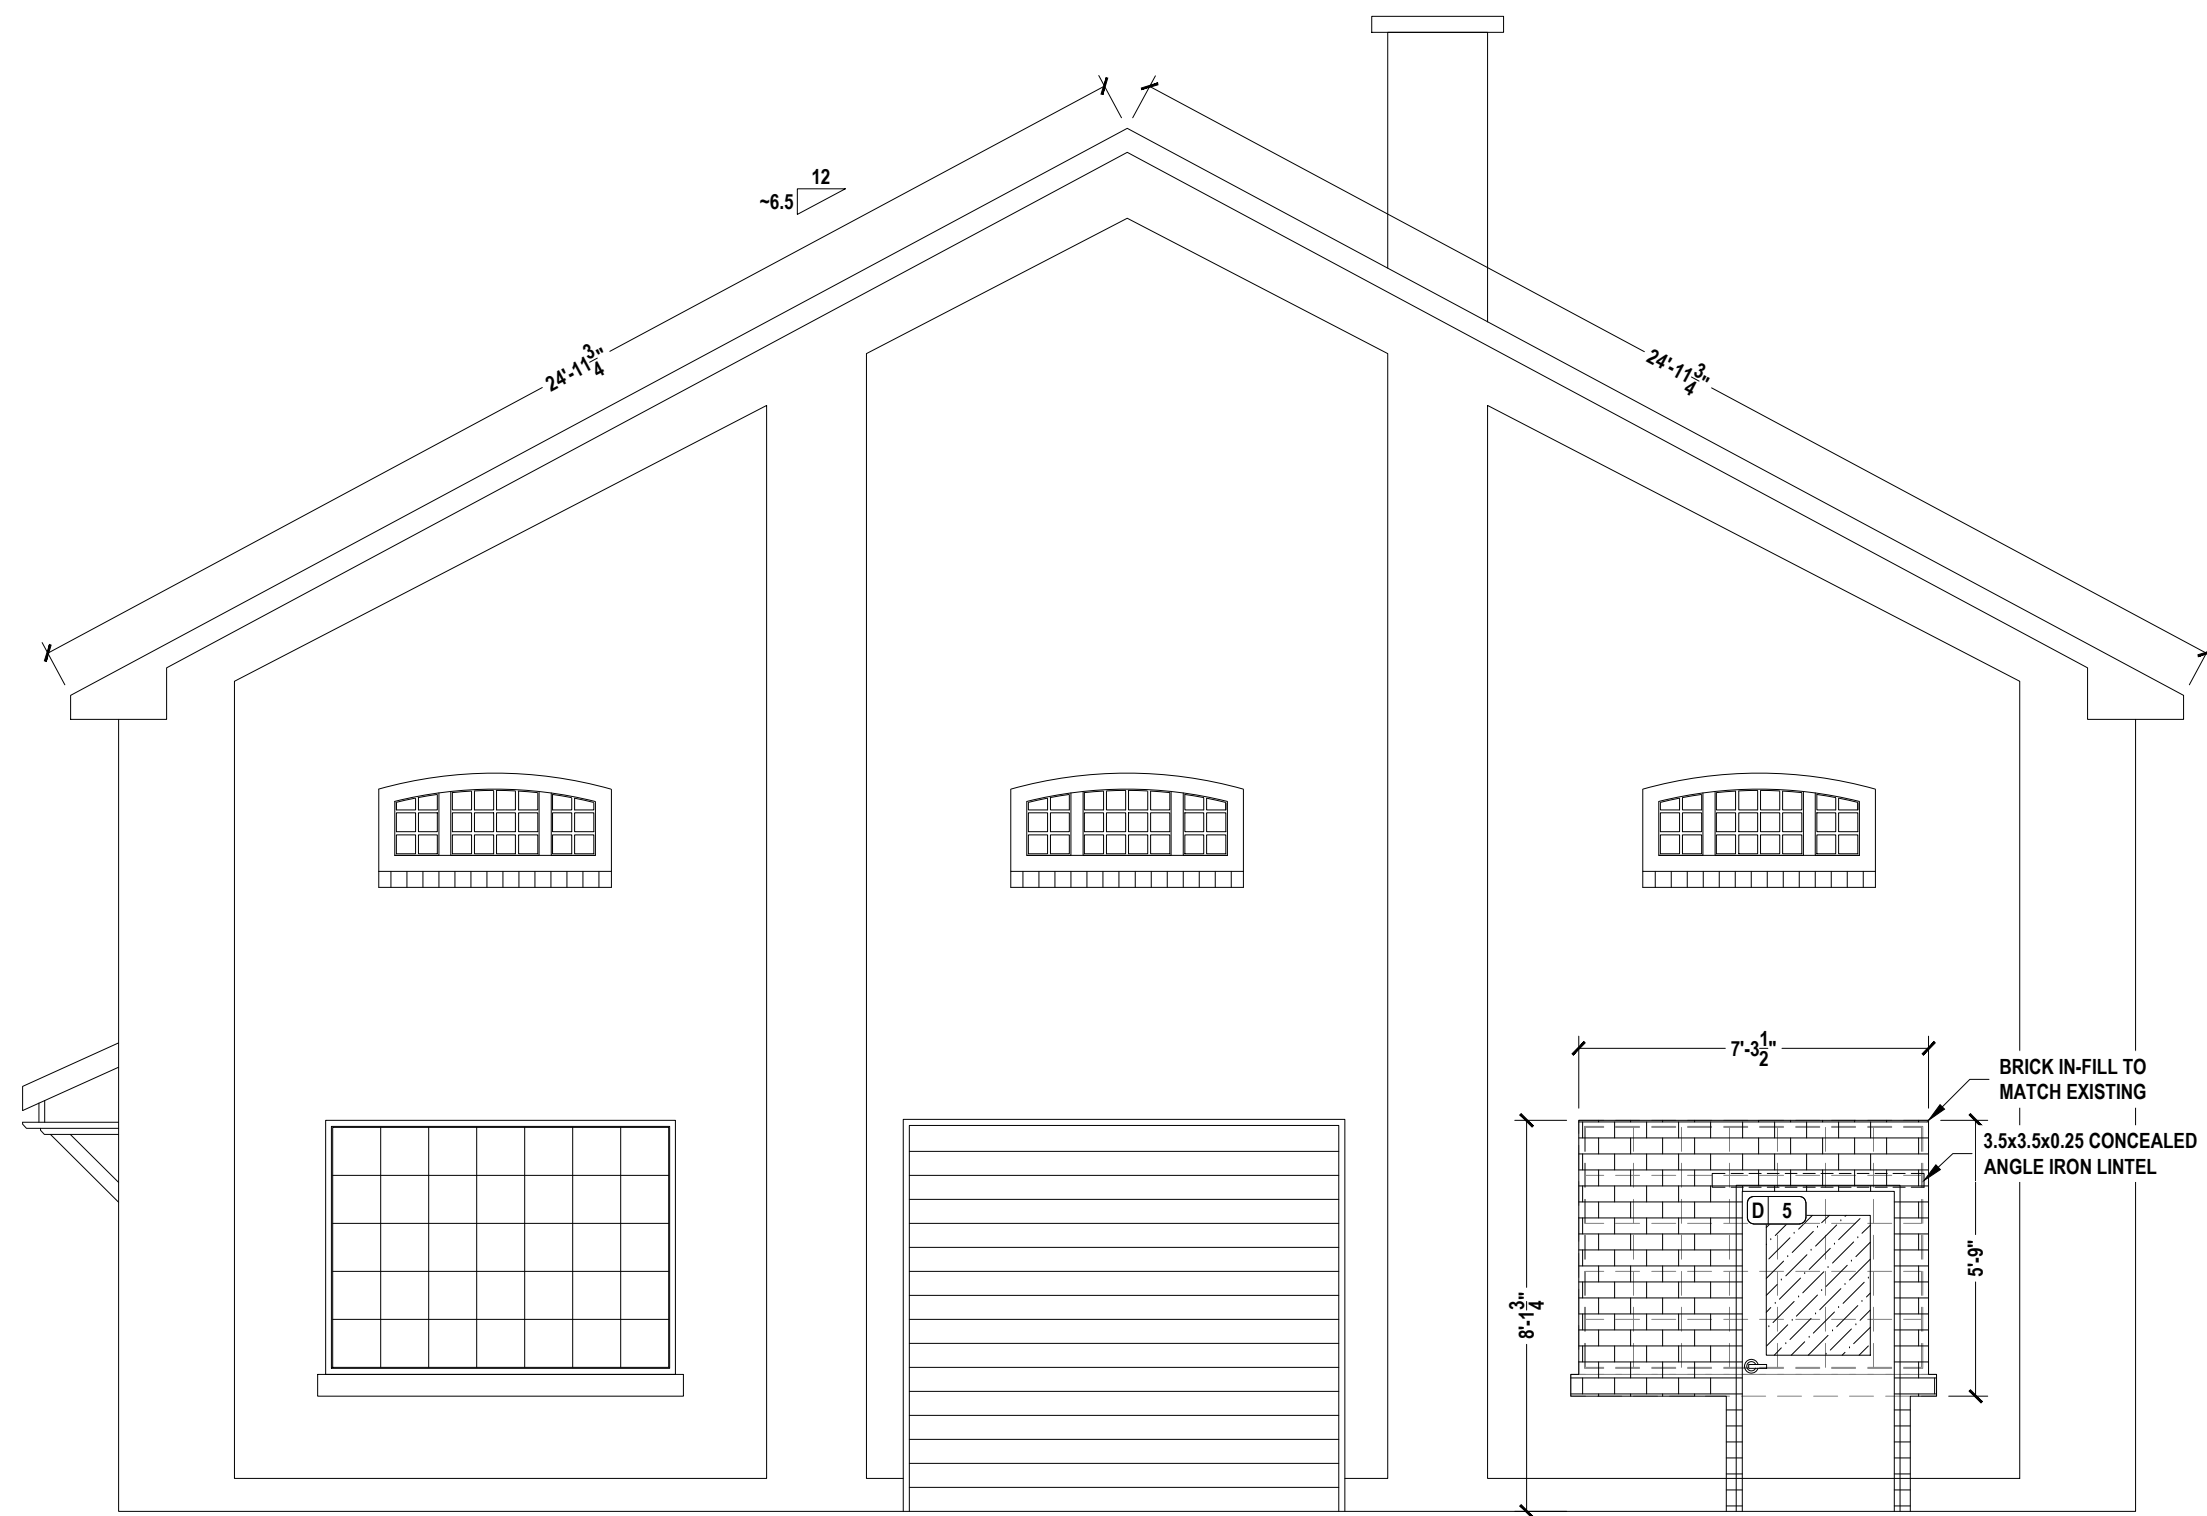 12
~6.5
24'-11 3/4"
24'-11 3/4"
7'-3 1/2"
BRICK IN-FILL TO
MATCH EXISTING
3.5x3.5x0.25 CONCEALED
ANGLE IRON LINTEL
D 5
5'-9"
8'-1 3/4"